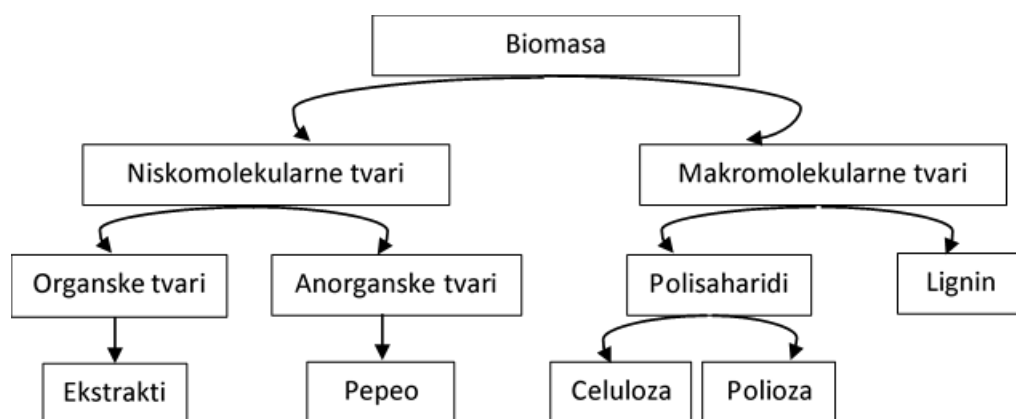 Biomasa
Niskomolekularne tvari
Makromolekularne tvari
Organske tvari
Anorganske tvari
Polisaharidi
Lignin
Ekstrakti
Pepeo
Celuloza
Polioza